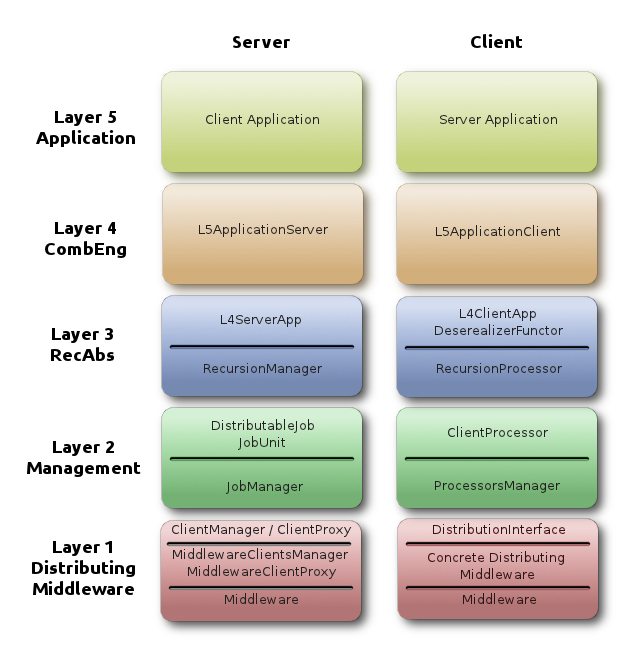 Server
Client
Layer 5
Application
Client Application
Server Application
Layer 4
CombEng
L5ApplicationServer
L5ApplicationClient
Layer 3
RecAbs
L4ServerApp
RecursionManager
L4ClientApp
DeserealizerFunctor
RecursionProcessor
Layer 2
Management
DistributableJob
JobUnit
JobManager
ClientProcessor
ProcessorsManager
Layer 1
Distributing
Middleware
ClientManager / ClientProxy
MiddlewareClientsManager
MiddlewareClientProxy
Middleware
DistributionInterface
Concrete Distributing
Middleware
Middleware